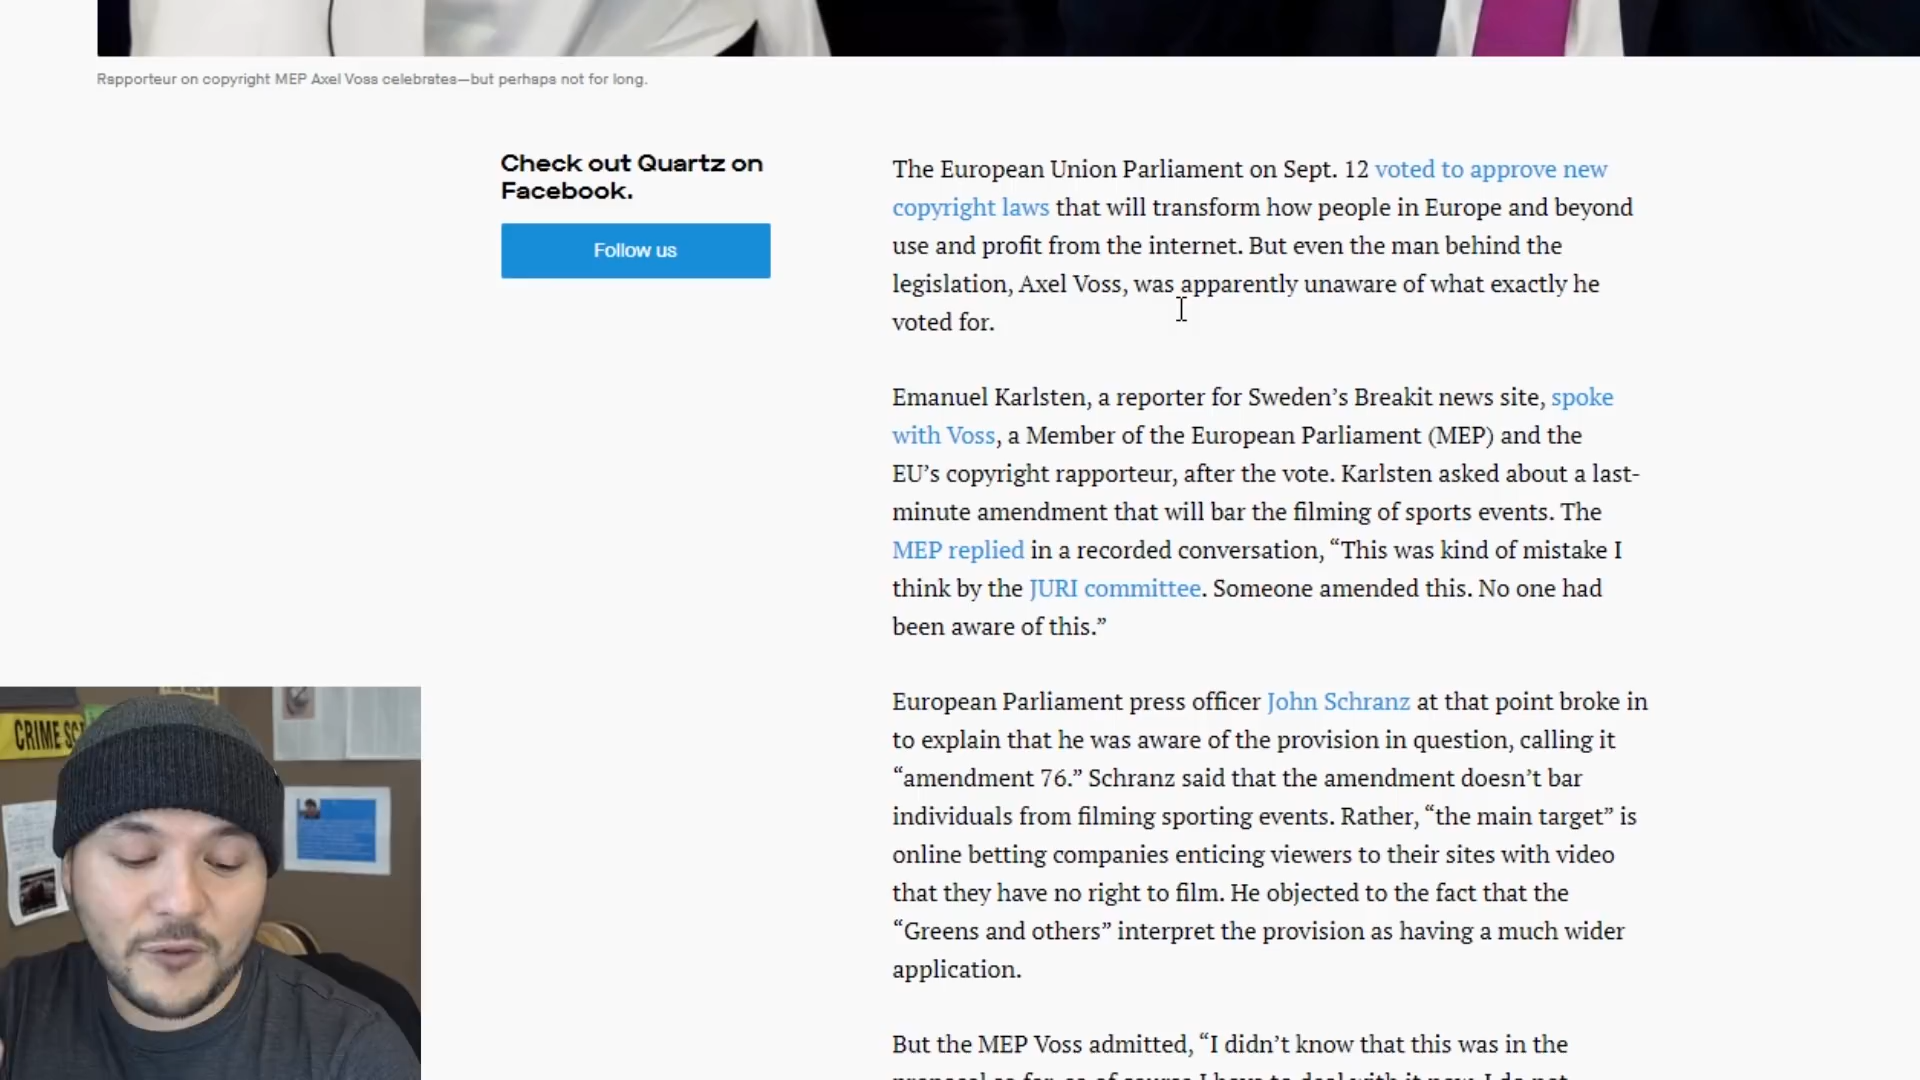 Rapporteur on copyright MEP Axel Voss celebrates—but perhaps not for long.
Check out Quartz on
Facebook.
Follow us
The European Union Parliament on Sept. 12 voted to approve new
copyright laws that will transform how people in Europe and beyond
use and profit from the internet. But even the man behind the
legislation, Axel Voss, was apparently unaware of what exactly he
voted for.
Emanuel Karlsten, a reporter for Sweden’s Breakit news site, spoke
with Voss, a Member of the European Parliament (MEP) and the
EU’s copyright rapporteur, after the vote. Karlsten asked about a last-
minute amendment that will bar the filming of sports events. The
MEP replied in a recorded conversation, “This was kind of mistake I
think by the JURI committee. Someone amended this. No one had
been aware of this.”
European Parliament press officer John Schranz at that point broke in
to explain that he was aware of the provision in question, calling it
“amendment 76.” Schranz said that the amendment doesn’t bar
individuals from filming sporting events. Rather, “the main target” is
online betting companies enticing viewers to their sites with video
that they have no right to film. He objected to the fact that the
“Greens and others” interpret the provision as having a much wider
application.
But the MEP Voss admitted, “I didn’t know that this was in the
CRIME SC